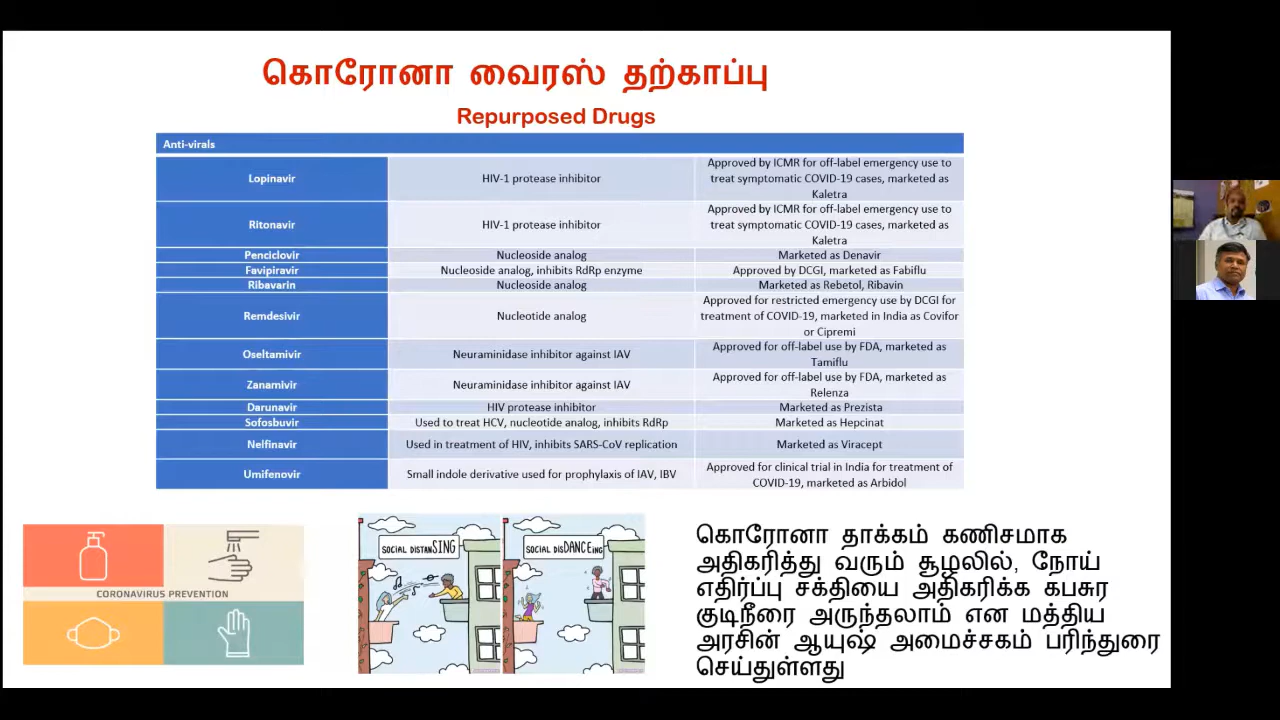 கொரோனா வைரஸ் தற்காப்பு
Repurposed Drugs
Anti-virals
Lopinavir HIV-1 protease inhibitor Approved by ICMR for off-label emergency use to
treat symptomatic COVID-19 cases, marketed as
Kaletra
Ritonavir HIV-1 protease inhibitor Approved by ICMR for off-label emergency use to
treat symptomatic COVID-19 cases, marketed as
Kaletra
Penciclovir Nucleoside analog Marketed as Denavir
Favipiravir Nucleoside analog, inhibits RdRp enzyme Approved by DCGI, marketed as Fabiflu
Ribavarin Nucleoside analog Marketed as Rebetol, Ribavin
Remdesivir Nucleotide analog Approved for restricted emergency use by DCGI for
treatment of COVID-19, marketed in India as Covifor
or Cipremi
Oseltamivir Neuraminidase inhibitor against IAV Approved for off-label use by FDA, marketed as
Tamiflu
Zanamivir Neuraminidase inhibitor against IAV Approved for off-label use by FDA, marketed as
Relenza
Darunavir HIV protease inhibitor Marketed as Prezista
Sofosbuvir Used to treat HCV, nucleotide analog, inhibits RdRp Marketed as Hepcinat
Nelfinavir Used in treatment of HIV, inhibits SARS-CoV replication Marketed as Viracept
Umifenovir Small indole derivative used for prophylaxis of IAV, IBV Approved for clinical trial in India for treatment of
COVID-19, marketed as Arbidol
CORONAVIRUS PREVENTION
SOCIAL DISTANSING
SOCIAL DISDANCEING
கொரோனா தாக்கம் கணிசமாக
அதிகரித்து வரும் சூழலில், நோய்
எதிர்ப்பு சக்தியை அதிகரிக்க கபசுர
குடிநீரை அருந்தலாம் என மத்திய
அரசின் ஆயுஷ் அமைச்சகம் பரிந்துரை
செய்துள்ளது